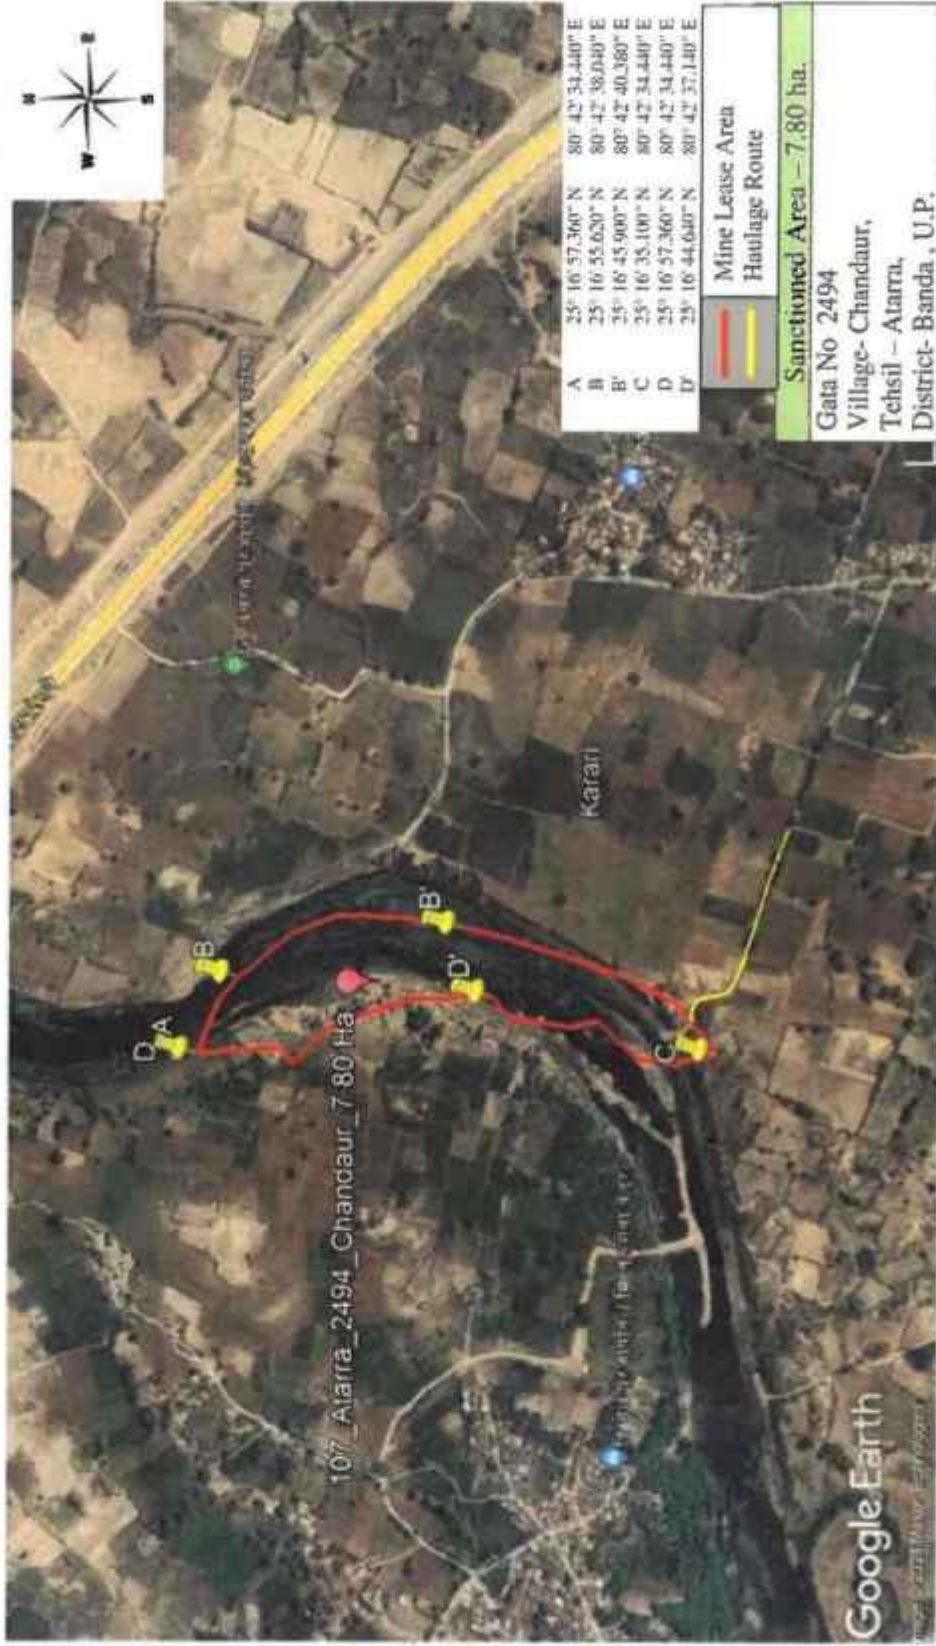 N
W
E
S
D
A
B
B'
D'
C
107_Atarra_2494_Chandaur_7.80 Ha
Karari
A 25° 16' 57.360" N 80° 42' 34.440" E
B 25° 16' 55.620" N 80° 42' 38.040" E
B' 25° 16' 45.900" N 80° 42' 40.380" E
C 25° 16' 35.100" N 80° 42' 34.440" E
D 25° 16' 57.360" N 80° 42' 34.440" E
D' 25° 16' 44.640" N 80° 42' 37.140" E
Mine Lease Area
Haulage Route
Sanctioned Area – 7.80 ha.
Gata No 2494
Village- Chandaur,
Tehsil – Atarra,
District- Banda , U.P.
Google Earth